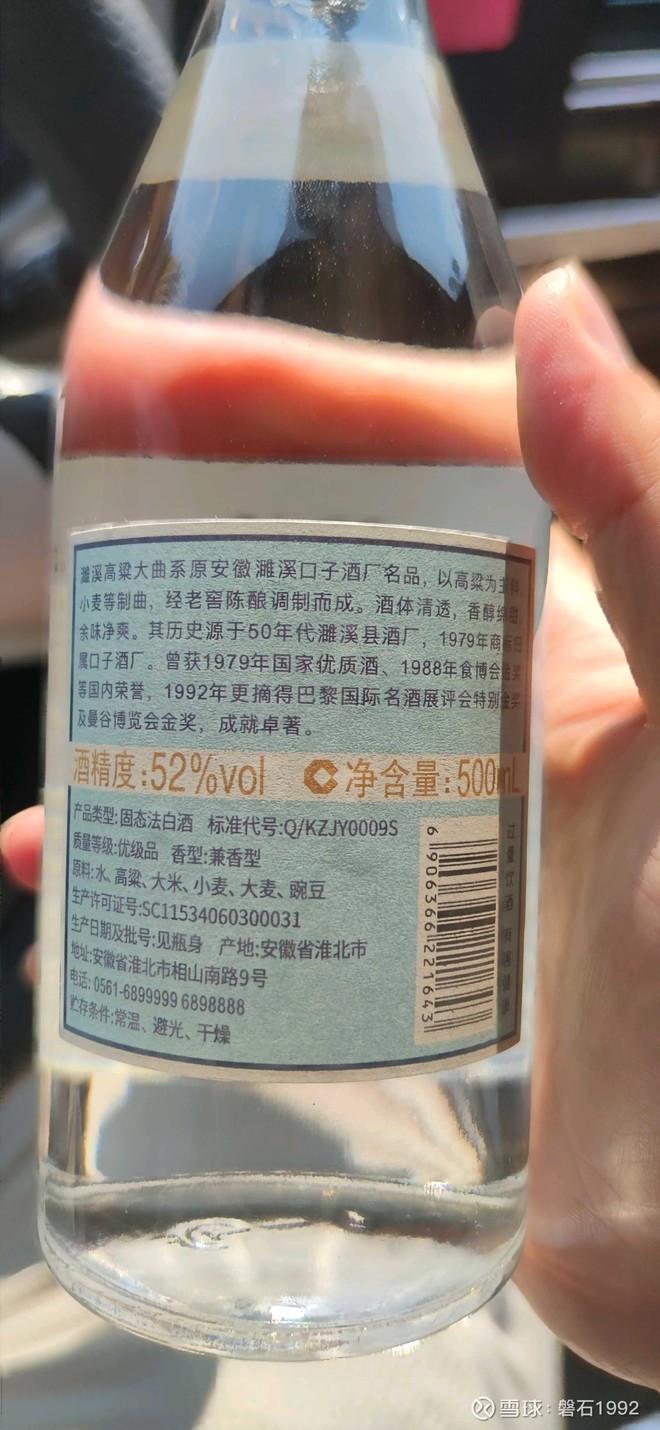 濉溪高粱大曲系原安徽濉溪口子酒厂名品，以高粱为主料，
小麦等制曲，经老窖陈酿调制而成。酒体清透，香醇绵甜，
余味净爽。其历史源于50年代濉溪县酒厂，1979年商标归
属口子酒厂。曾获1979年国家优质酒、1988年食博会金奖
等国内荣誉，1992年更摘得巴黎国际名酒展评会特别金奖
及曼谷博览会金奖，成就卓著。
酒精度:52%vol 净含量:500mL
产品类型:固态法白酒 标准代号:Q/KZJY0009S
质量等级:优级品 香型:兼香型
原料:水、高粱、大米、小麦、大麦、豌豆
生产许可证号:SC11534060300031
生产日期及批号:见瓶身 产地:安徽省淮北市
地址:安徽省淮北市相山南路9号
电话: 0561-6899999 6898888
贮存条件:常温、避光、干燥
6 906366 221643
过量饮酒 有害健康
雪球：磐石1992